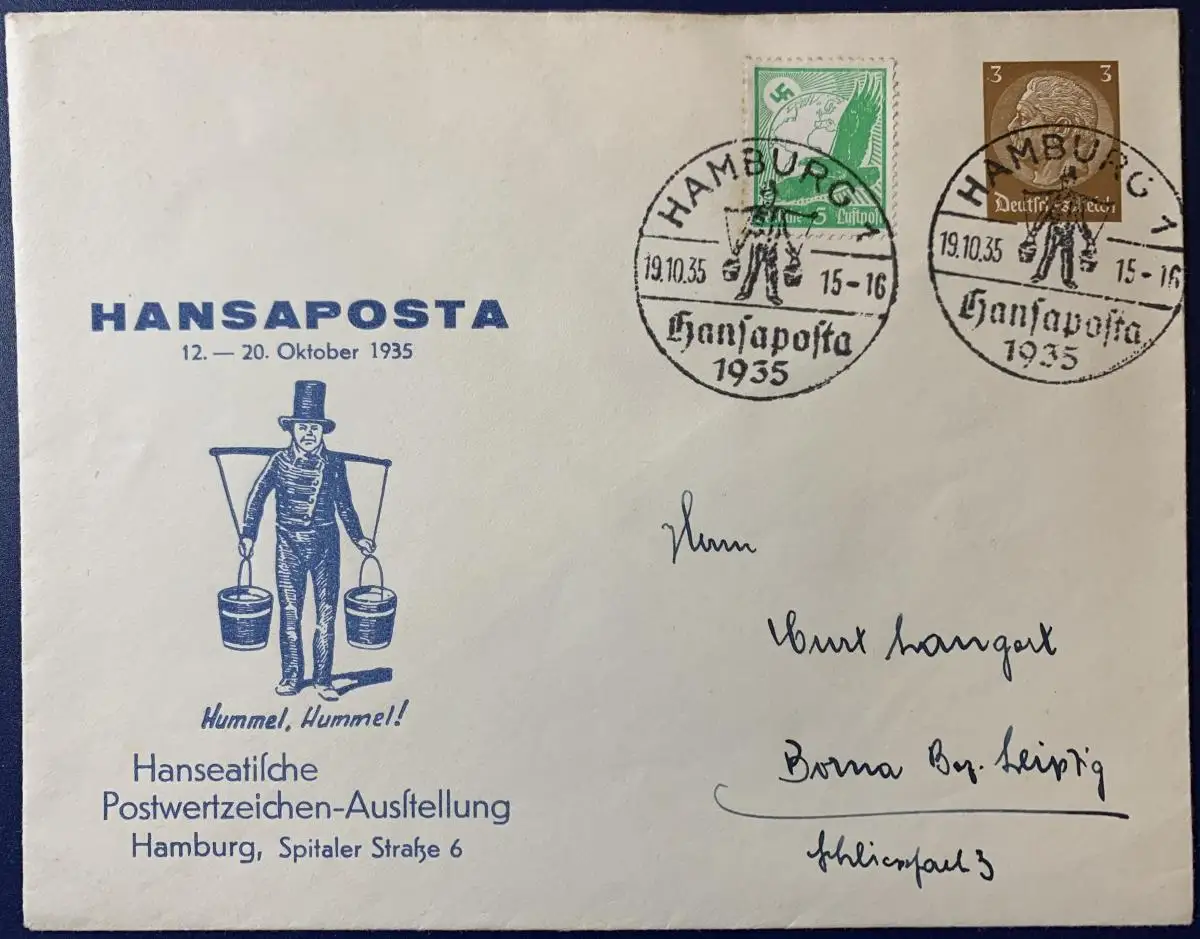 HANSAPOSTA
12. — 20. Oktober 1935
Hummel, Hummel!
Hanseatiſche
Postwertzeichen-Ausſtellung
Hamburg, Spitaler Straße 6
5 Luftpost
3 3
Deutsches Reich
HAMBURG 1
19.10.35 15-16
Hanſapoſta
1935
HAMBURG 1
19.10.35 15-16
Hanſapoſta
1935
Herrn
Curt Langert
Borna Bez. Leipzig
Schliessfach 3